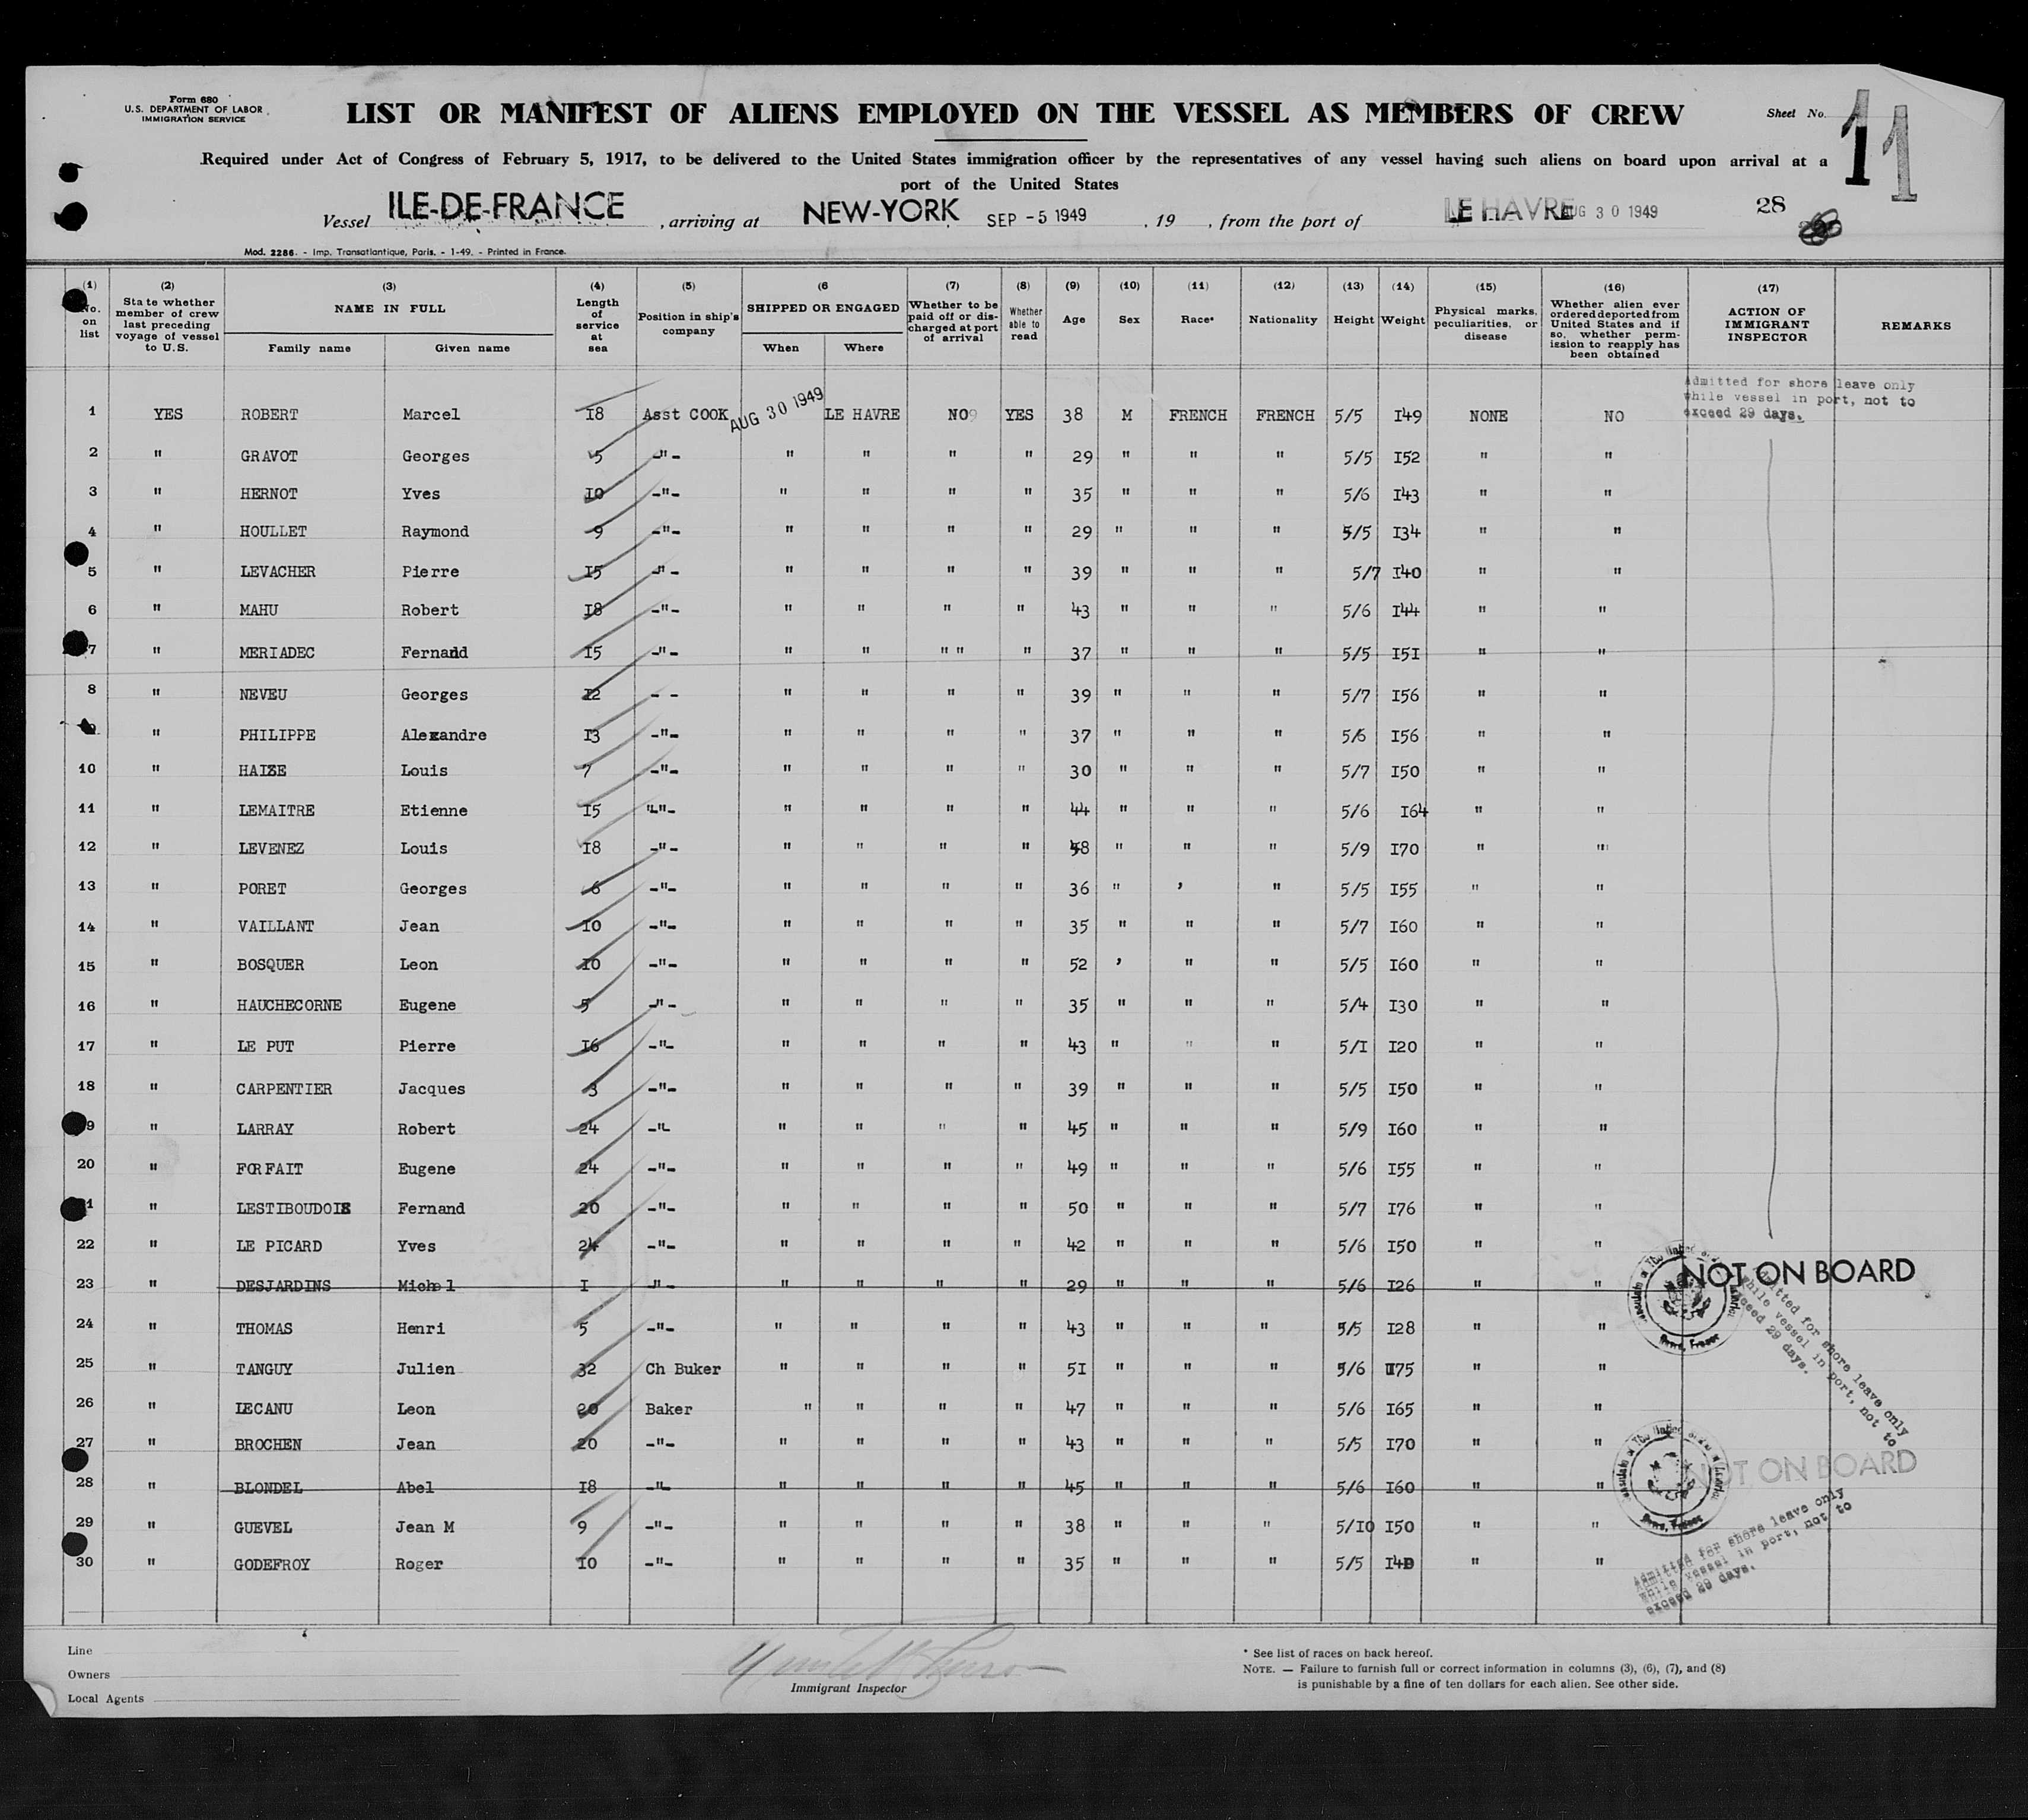 Form 680
U.S. DEPARTMENT OF LABOR
IMMIGRATION SERVICE
LIST OR MANIFEST OF ALIENS EMPLOYED ON THE VESSEL AS MEMBERS OF CREW
Sheet No. 11
Required under Act of Congress of February 5, 1917, to be delivered to the United States immigration officer by the representatives of any vessel having such aliens on board upon arrival at a
port of the United States
Vessel ILE-DE-FRANCE, arriving at NEW-YORK SEP -5 1949, 19 , from the port of LE HAVRE AUG 30 1949 28
Mod. 2286. - Imp. Transatlantique, Paris. - 1-49. - Printed in France.
(1) No. on list (2) State whether member of crew last preceding voyage of vessel to U.S. (3) NAME IN FULL Family name Given name (4) Length of service at sea (5) Position in ship's company (6 SHIPPED OR ENGAGED When Where (7) Whether to be paid off or discharged at port of arrival (8) Whether able to read (9) Age (10) Sex (11) Race* (12) Nationality (13) Height (14) Weight (15) Physical marks, peculiarities, or disease (16) Whether alien ever ordered deported from United States and if so, whether permission to reapply has been obtained (17) ACTION OF IMMIGRANT INSPECTOR REMARKS
1 YES ROBERT Marcel 18 Asst COOK AUG 30 1949 LE HAVRE NO YES 38 M FRENCH FRENCH 5/5 149 NONE NO Admitted for shore leave only while vessel in port, not to exceed 29 days.
2 " GRAVOT Georges 5 -"- " " " " 29 " " " 5/5 152 " "
3 " HERNOT Yves 10 -"- " " " " 35 " " " 5/6 143 " "
4 " HOULLET Raymond 9 -"- " " " " 29 " " " 5/5 134 " "
5 " LEVACHER Pierre 15 -"- " " " " 39 " " " 5/7 140 " "
6 " MAHU Robert 18 -"- " " " " 43 " " " 5/6 144 " "
7 " MERIADEC Fernand 15 -"- " " " " " 37 " " " 5/5 151 " "
8 " NEVEU Georges 12 - - " " " " 39 " " " 5/7 156 " "
9 " PHILIPPE Alexandre 13 -"- " " " " 37 " " " 5/6 156 " "
10 " HAIZE Louis 7 -"- " " " " 30 " " " 5/7 150 " "
11 " LEMAITRE Etienne 15 "-"- " " " " 44 " " " 5/6 164 " "
12 " LEVENEZ Louis 18 -"- " " " " " " " 5/9 170 " "
13 " PORET Georges 6 -"- " " " " 36 " ' " 5/5 155 " "
14 " VAILLANT Jean 10 -"- " " " " 35 " " " 5/7 160 " "
15 " BOSQUER Leon 10 -"- " " " " 52 ' " " 5/5 160 " "
16 " HAUCHECORNE Eugene 5 -"- " " " " 35 " " " 5/4 130 " "
17 " LE PUT Pierre 16 -"- " " " " 43 " " " 5/1 120 " "
18 " CARPENTIER Jacques 3 -"- " " " " 39 " " " 5/5 150 " "
19 " LARRAY Robert 24 -"- " " " " 45 " " " 5/9 160 " "
20 " FORFAIT Eugene 24 -"- " " " " 49 " " " 5/6 155 " "
21 " LESTIBOUDOIS Fernand 20 -"- " " " " 50 " " " 5/7 176 " "
22 " LE PICARD Yves 24 -"- " " " " 42 " " " 5/6 150 " "
23 " DESJARDINS Michel 1 -"- " " " " 29 " " " 5/6 126 " " NOT ON BOARD
24 " THOMAS Henri 5 -"- " " " " 43 " " " 5/5 128 " "
Admitted for shore leave only while vessel in port, not to exceed 29 days.
25 " TANGUY Julien 32 Ch Buker " " " " 51 " " " 5/6 175 " "
26 " LECANU Leon 20 Baker " " " " 47 " " " 5/6 165 " "
27 " BROCHEN Jean 20 -"- " " " " 43 " " " 5/5 170 " "
28 " BLONDEL Abel 18 -"- " " " " 45 " " " 5/6 160 " " NOT ON BOARD
29 " GUEVEL Jean M 9 -"- " " " " 38 " " " 5/10 150 " "
30 " GODEFROY Roger 10 -"- " " " " 35 " " " 5/5 " "
Admitted for shore leave only while vessel in port, not to exceed 29 days.
Line
Owners
Local Agents
Immigrant Inspector
* See list of races on back hereof.
NOTE. — Failure to furnish full or correct information in columns (3), (6), (7), and (8)
is punishable by a fine of ten dollars for each alien. See other side.